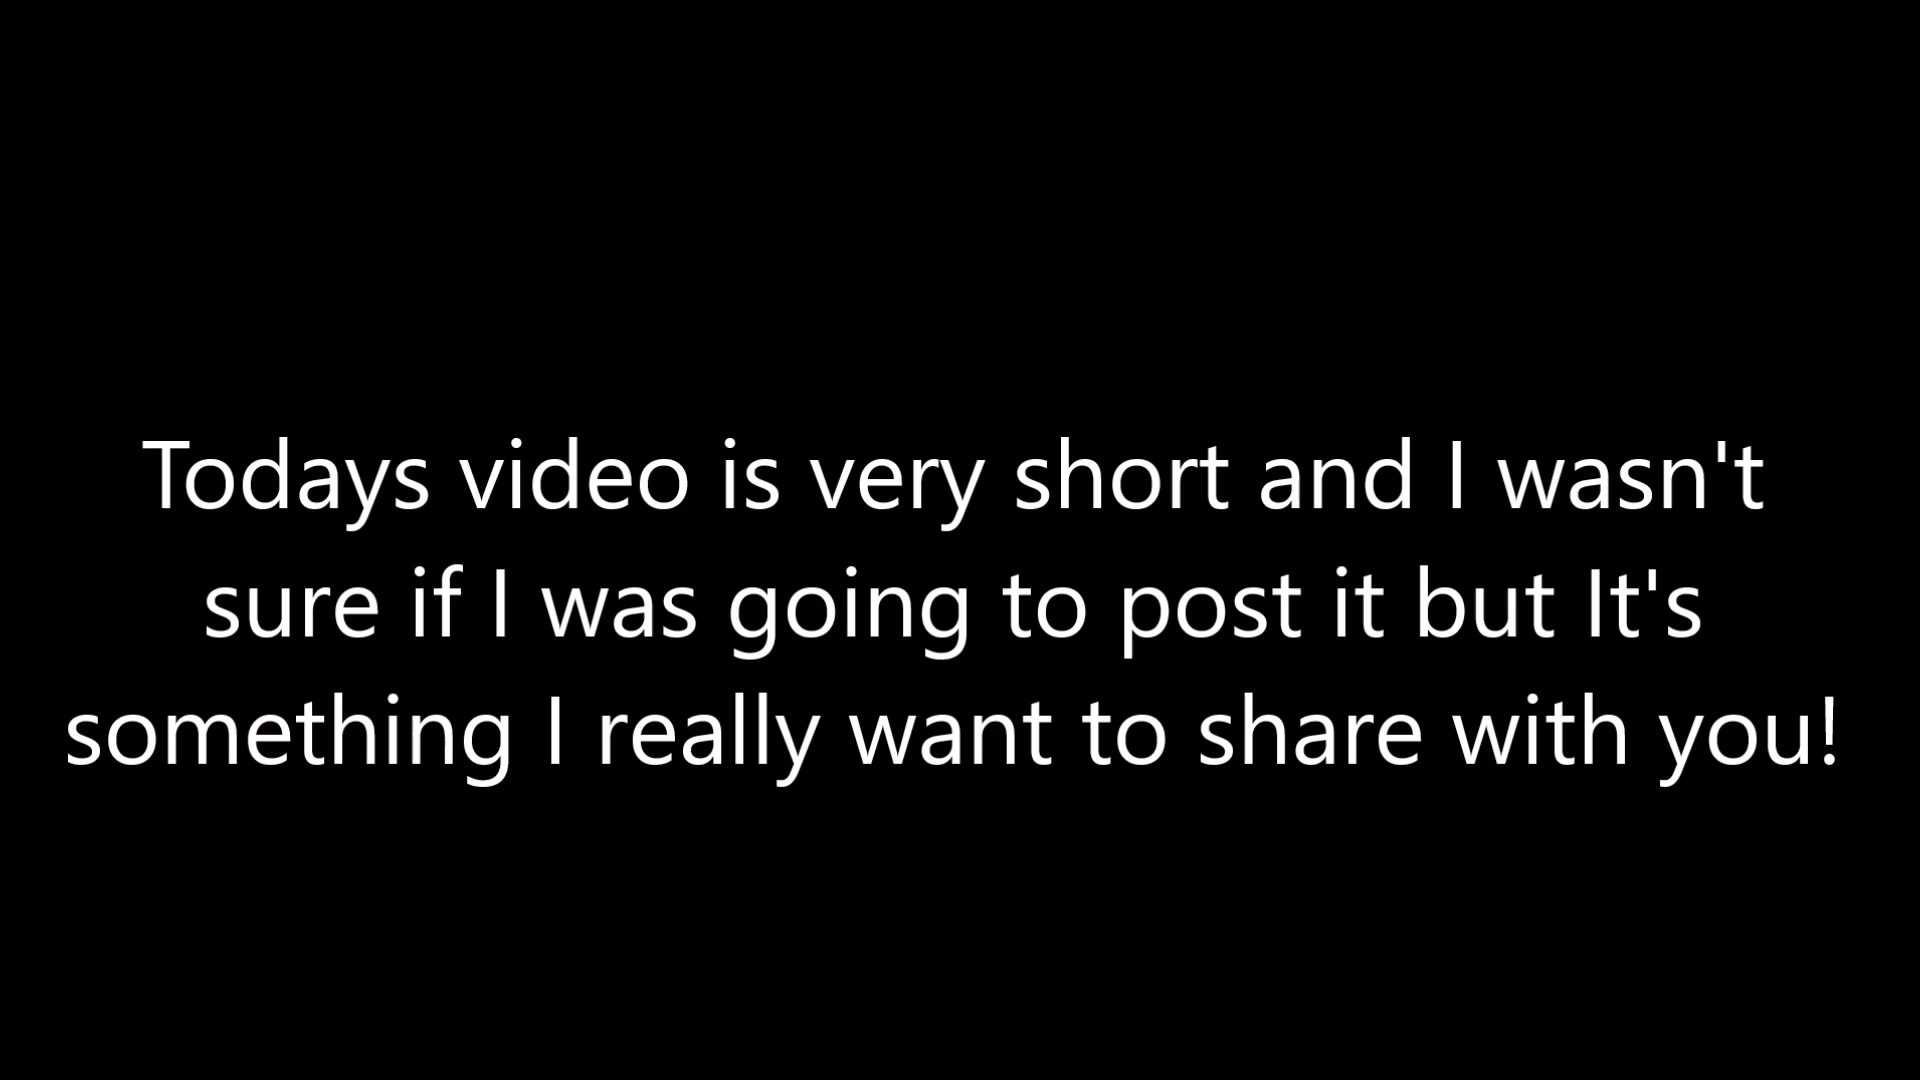 Todays video is very short and I wasn't
sure if I was going to post it but It's
something I really want to share with you!